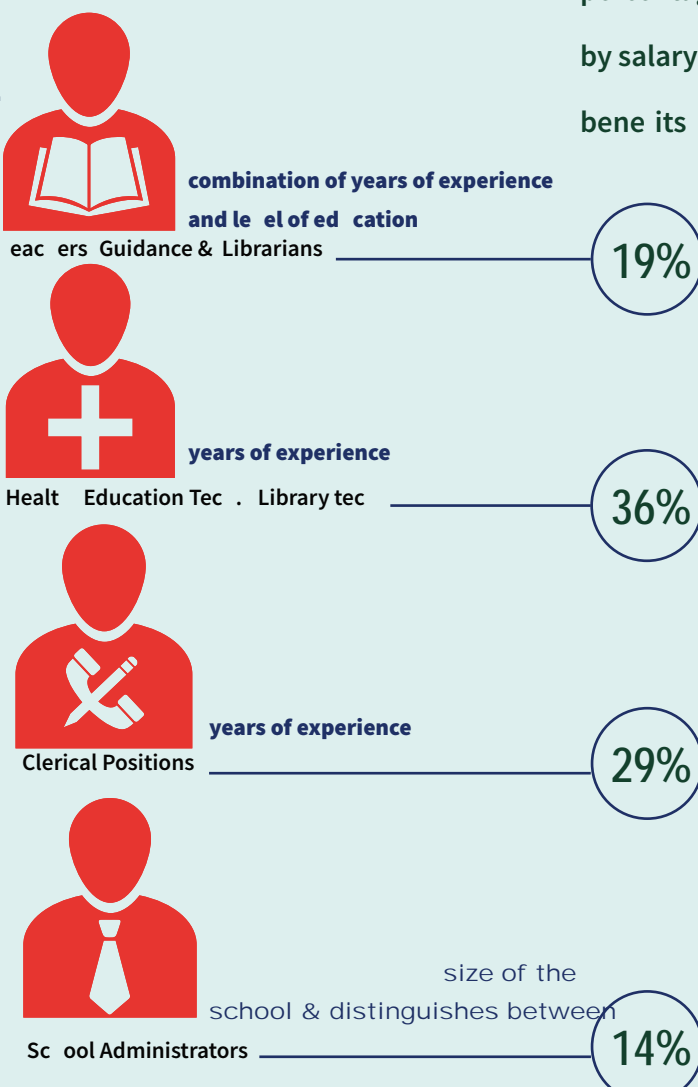 by salary
bene its
combination of years of experience
and le el of ed cation
eac ers Guidance & Librarians
19%
years of experience
Healt Education Tec . Library tec
36%
years of experience
Clerical Positions
29%
size of the
school & distinguishes between
Sc ool Administrators
14%